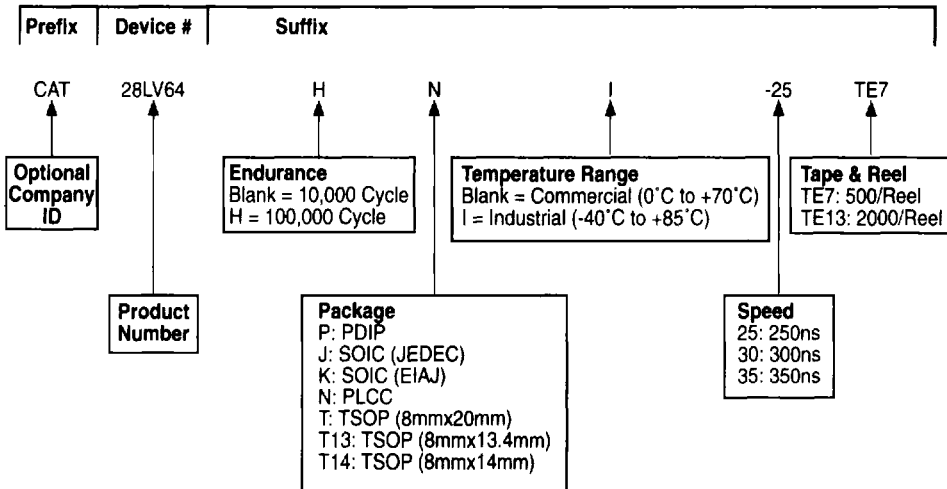 Prefix Device # Suffix
CAT 28LV64 H N I -25 TE7
Optional
Company
ID
Endurance
Blank = 10,000 Cycle
H = 100,000 Cycle
Temperature Range
Blank = Commercial (0˚C to +70˚C)
I = Industrial (-40˚C to +85˚C)
Tape & Reel
TE7: 500/Reel
TE13: 2000/Reel
Product
Number
Package
P: PDIP
J: SOIC (JEDEC)
K: SOIC (EIAJ)
N: PLCC
T: TSOP (8mmx20mm)
T13: TSOP (8mmx13.4mm)
T14: TSOP (8mmx14mm)
Speed
25: 250ns
30: 300ns
35: 350ns